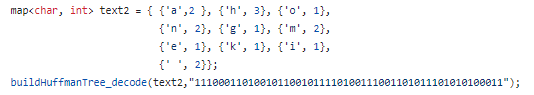 map<char, int> text2 = { {'a',2 }, {'h', 3}, {'o', 1},
{'n', 2}, {'g', 1}, {'m', 2},
{'e', 1}, {'k', 1}, {'i', 1},
{' ', 2}};
buildHuffmanTree_decode(text2,"1110001101001011001011110100111001101011101010100011");